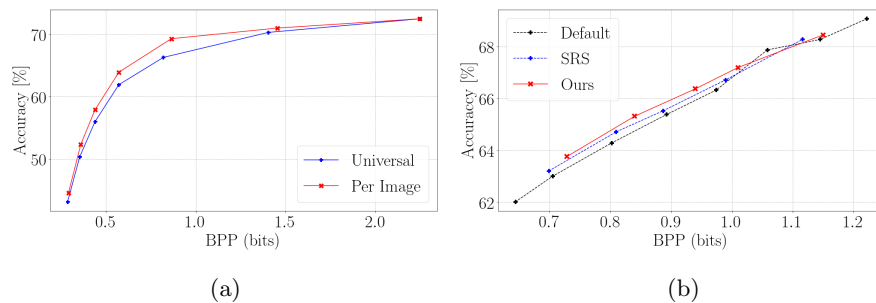 Accuracy [%]
70
60
50
0.5
1.0
1.5
2.0
BPP (bits)
Universal
Per Image
(a)
Accuraccy [%]
68
66
64
62
0.7
0.8
0.9
1.0
1.1
1.2
BPP (bits)
Default
SRS
Ours
(b)